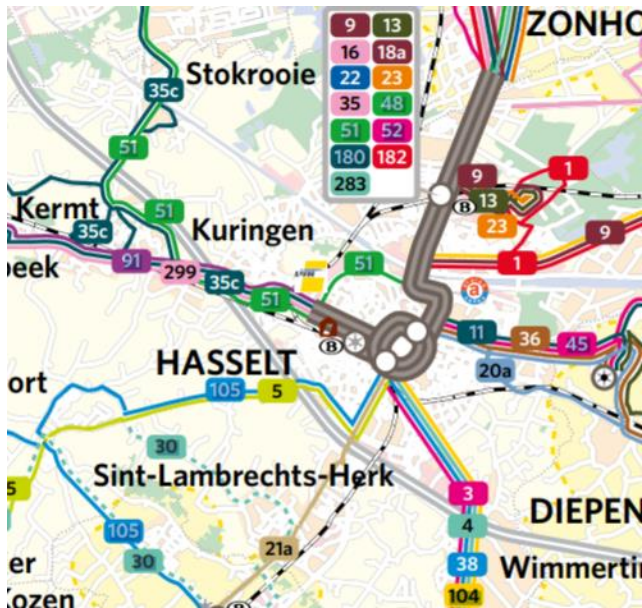 ZONHO
9 13
16 18a
22 23
35 48
51 52
180 182
283
Stokrooie
35c
51
9
1
13
B
23
Kermt
51
35c
Kuringen
9
51
1
beek
91
299
35c
51
a
11
36
45
B
HASSELT
20a
ort
105
5
30
Sint-Lambrechts-Herk
5
3
DIEPEN
105
4
21a
30
er
38
Wimmertin
Kozen
B
104